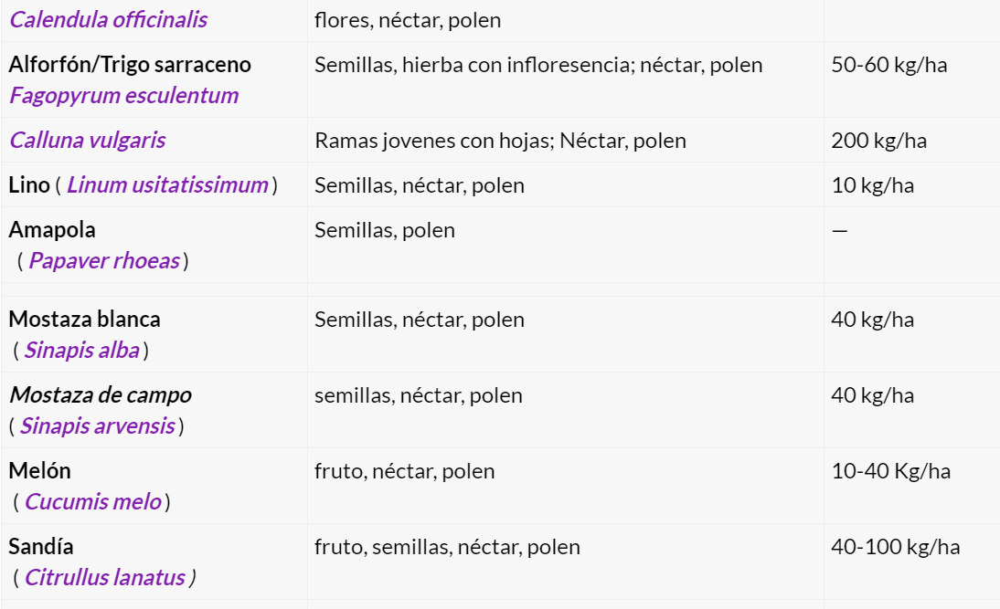 Calendula officinalis flores, néctar, polen
Alforfón/Trigo sarraceno Semillas, hierba con infloresencia; néctar, polen 50-60 kg/ha
Fagopyrum esculentum
Calluna vulgaris Ramas jovenes con hojas; Néctar, polen 200 kg/ha
Lino ( Linum usitatissimum ) Semillas, néctar, polen 10 kg/ha
Amapola Semillas, polen —
( Papaver rhoeas )
Mostaza blanca Semillas, néctar, polen 40 kg/ha
( Sinapis alba )
Mostaza de campo semillas, néctar, polen 40 kg/ha
( Sinapis arvensis )
Melón fruto, néctar, polen 10-40 Kg/ha
( Cucumis melo )
Sandía fruto, semillas, néctar, polen 40-100 kg/ha
( Citrullus lanatus )